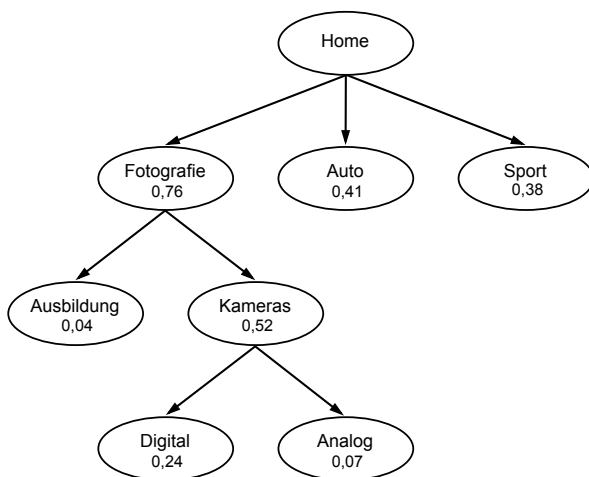 Home
Fotografie
0,76
Auto
0,41
Sport
0,38
Ausbildung
0,04
Kameras
0,52
Digital
0,24
Analog
0,07